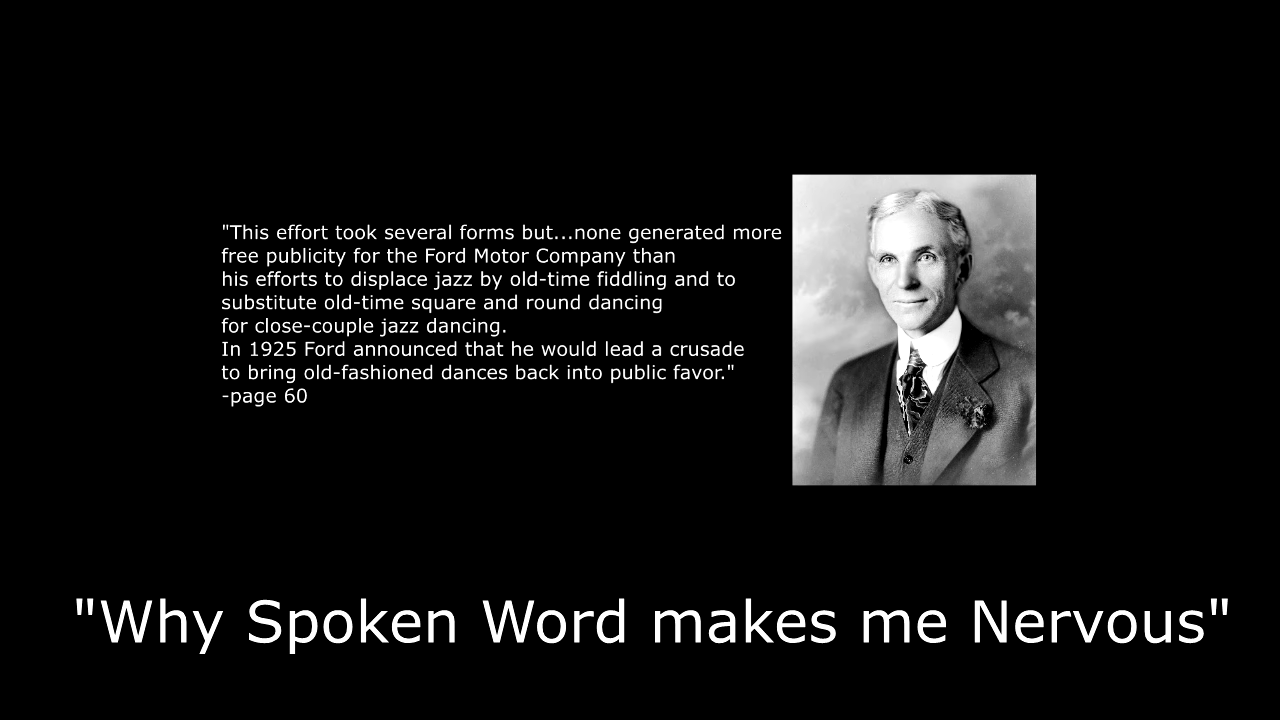 "This effort took several forms but...none generated more
free publicity for the Ford Motor Company than
his efforts to displace jazz by old-time fiddling and to
substitute old-time square and round dancing
for close-couple jazz dancing.
In 1925 Ford announced that he would lead a crusade
to bring old-fashioned dances back into public favor."
-page 60
"Why Spoken Word makes me Nervous"